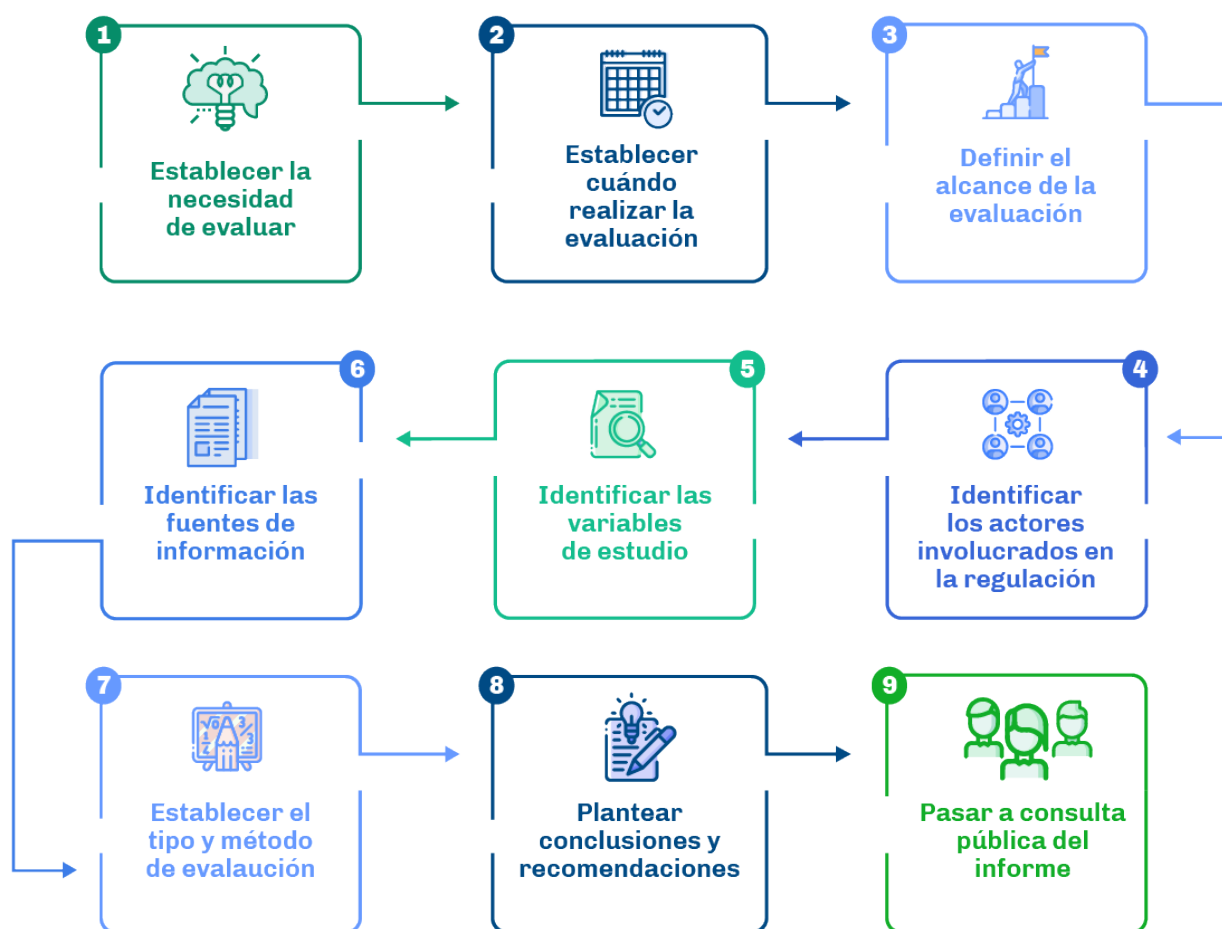 1
Establecer la
necesidad
de evaluar
2
Establecer
cuándo
realizar la
evaluación
3
Definir el
alcance de la
evaluación
4
Identificar
los actores
involucrados en
la regulación
5
Identificar las
variables
de estudio
6
Identificar las
fuentes de
información
7
Establecer el
tipo y método
de evalaución
8
Plantear
conclusiones y
recomendaciones
9
Pasar a consulta
pública del
informe